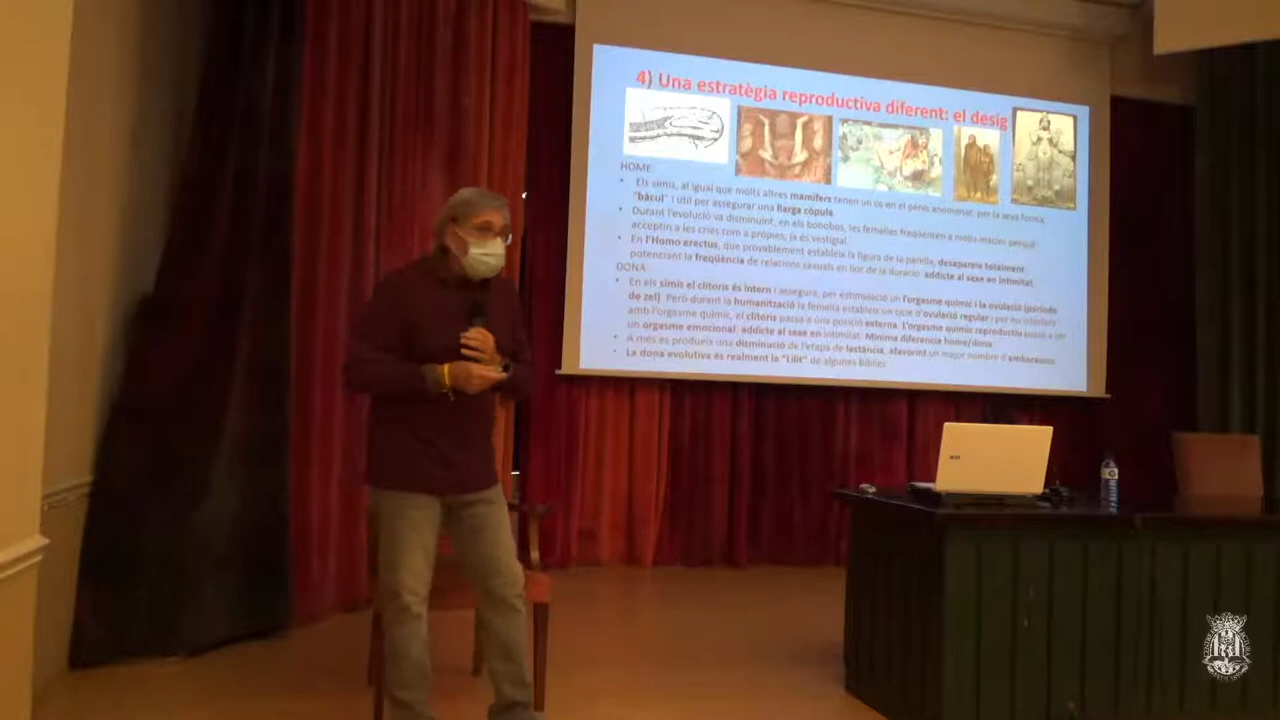 4) Una estratègia reproductiva diferent: el desig
HOME:
• Els simis, al igual que molts altres mamífers tenen un os en el penis anomenat, per la seva forma,
"bàcul" i útil per assegurar una llarga còpula.
• Durant l'evolució va disminuint, en els bonobos, les femelles freqüenten a molts mascles perquè
acceptin a les cries com a pròpies, ja és vestigial.
• En l'Homo erectus, que provablement estableix la figura de la parella, desapareix totalment
potenciant la freqüència de relacions sexuals en lloc de la duració: addicte al sexe en intimitat.
DONA:
• En els simis el clítoris és intern i assegura, per estimulació un l'orgasme químic i la ovulació (període
de zel). Però durant la humanització la femella estableix un cicle d'ovulació regular i per no interferir
amb l'orgasme químic, el clítoris passa a una posició externa. L'orgasme químic reproductiu passa a ser
un orgasme emocional: addicte al sexe en intimitat. Mínima diferència home/dona
• A més es produeix una disminució de l'etapa de lactància, afavorint un major nombre d'embarassos.
• La dona evolutiva és realment la "Lilit" de algunes Bíblies